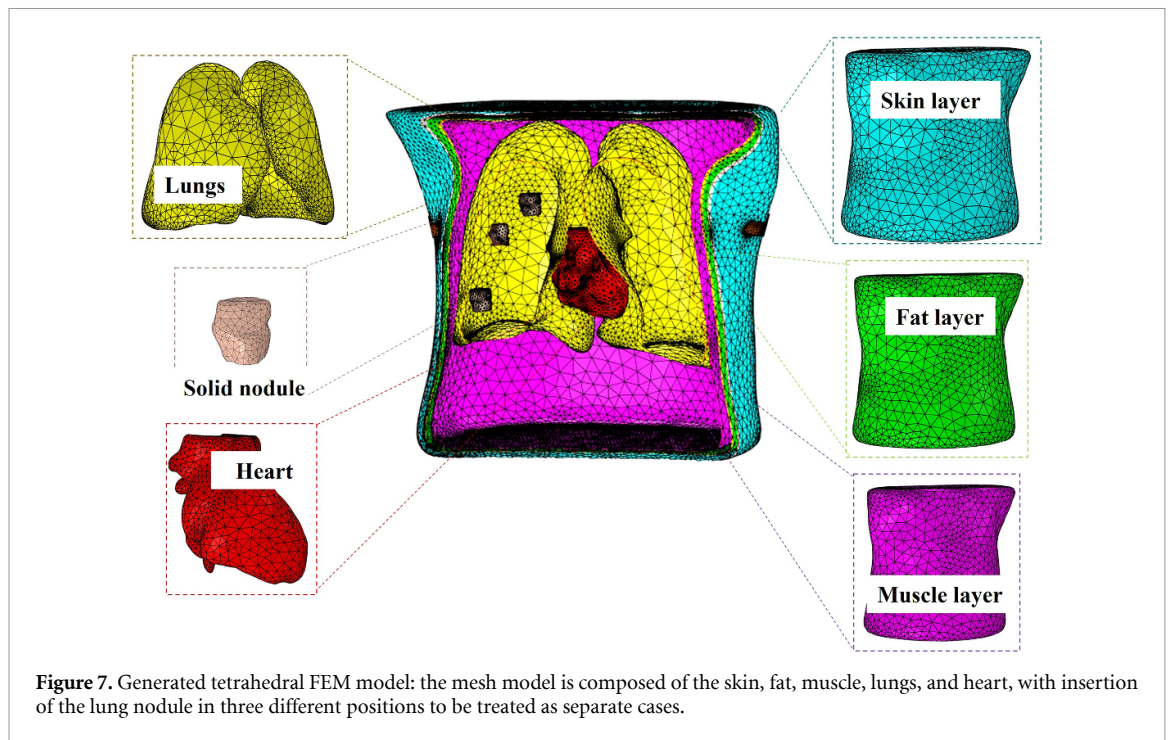 Lungs
Skin layer
Solid nodule
Fat layer
Heart
Muscle layer
Figure 7. Generated tetrahedral FEM model: the mesh model is composed of the skin, fat, muscle, lungs, and heart, with insertion
of the lung nodule in three different positions to be treated as separate cases.